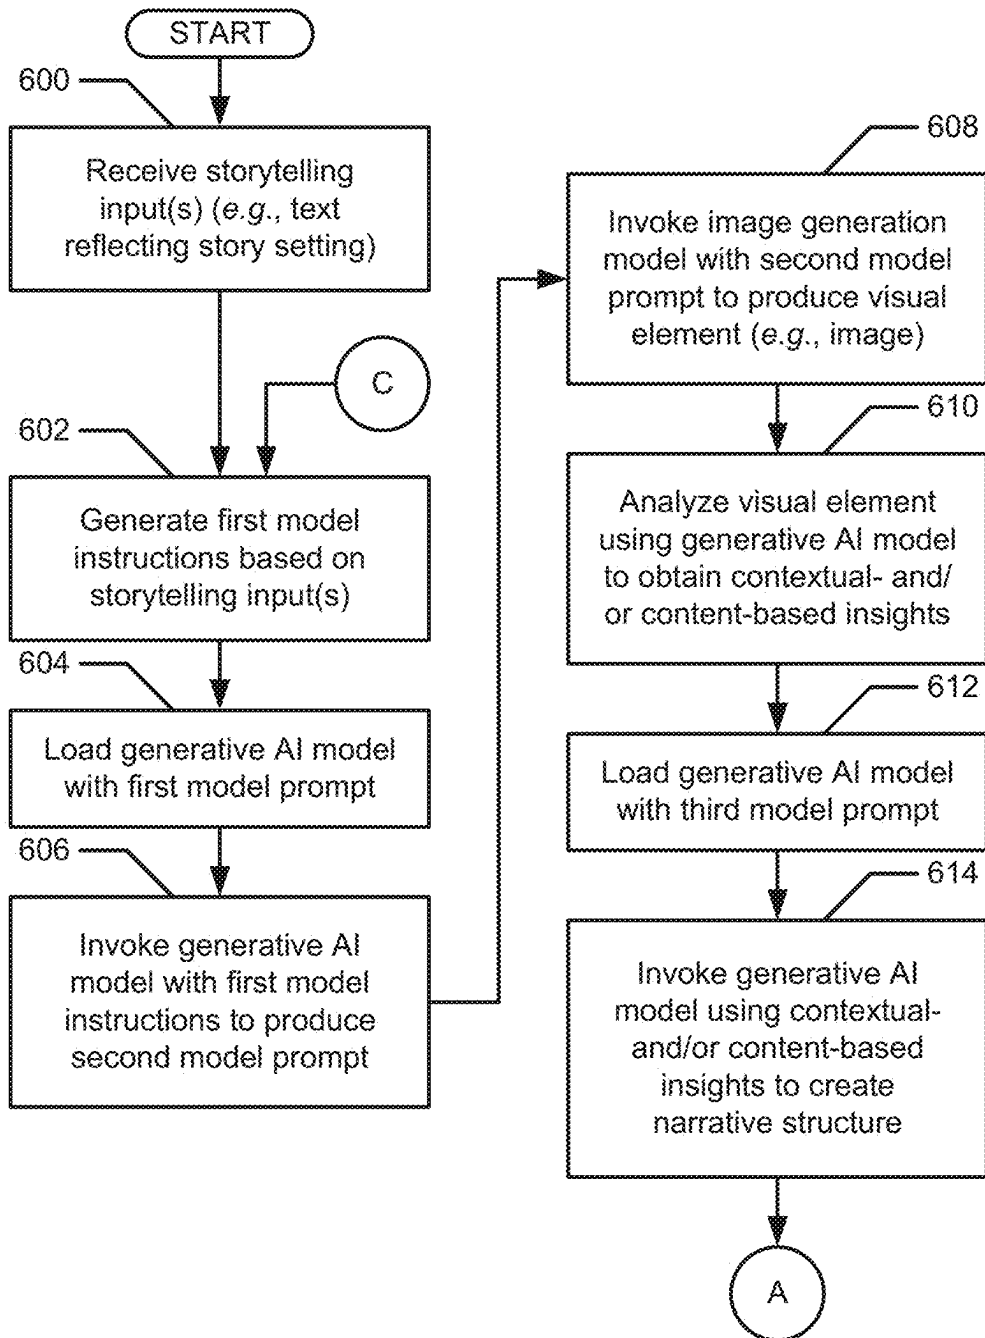 START
600
Receive storytelling
input(s) (e.g., text
reflecting story setting)
C
602
Generate first model
instructions based on
storytelling input(s)
604
Load generative AI model
with first model prompt
606
Invoke generative AI
model with first model
instructions to produce
second model prompt
608
Invoke image generation
model with second model
prompt to produce visual
element (e.g., image)
610
Analyze visual element
using generative AI model
to obtain contextual- and/
or content-based insights
612
Load generative AI model
with third model prompt
614
Invoke generative AI
model using contextual-
and/or content-based
insights to create
narrative structure
A